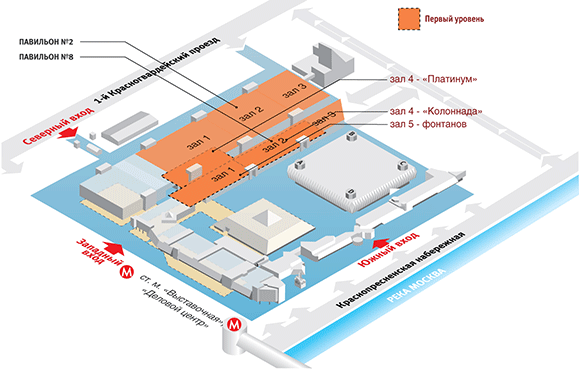 Первый уровень
ПАВИЛЬОН №2
ПАВИЛЬОН №8
1-й Красногвардейский проезд
Северный вход
зал 4 - «Платинум»
зал 4 - «Колоннада»
зал 5 - фонтанов
зал 1
зал 2
зал 3
зал 1
зал 2
зал 3
A
B
C
D
Западный
вход
М
ст. м. «Выставочная»,
«Деловой центр»
М
Южный вход
Краснопресненская набережная
РЕКА МОСКВА